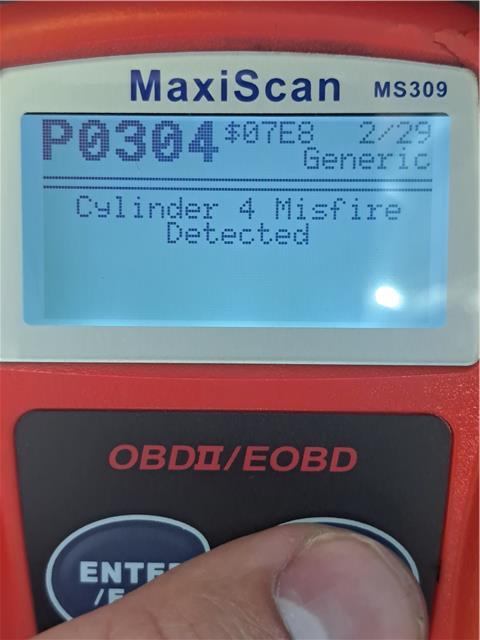 MaxiScan MS309
P0304 $07E8 2/29
Generic
Cylinder 4 Misfire
Detected
OBDII/EOBD